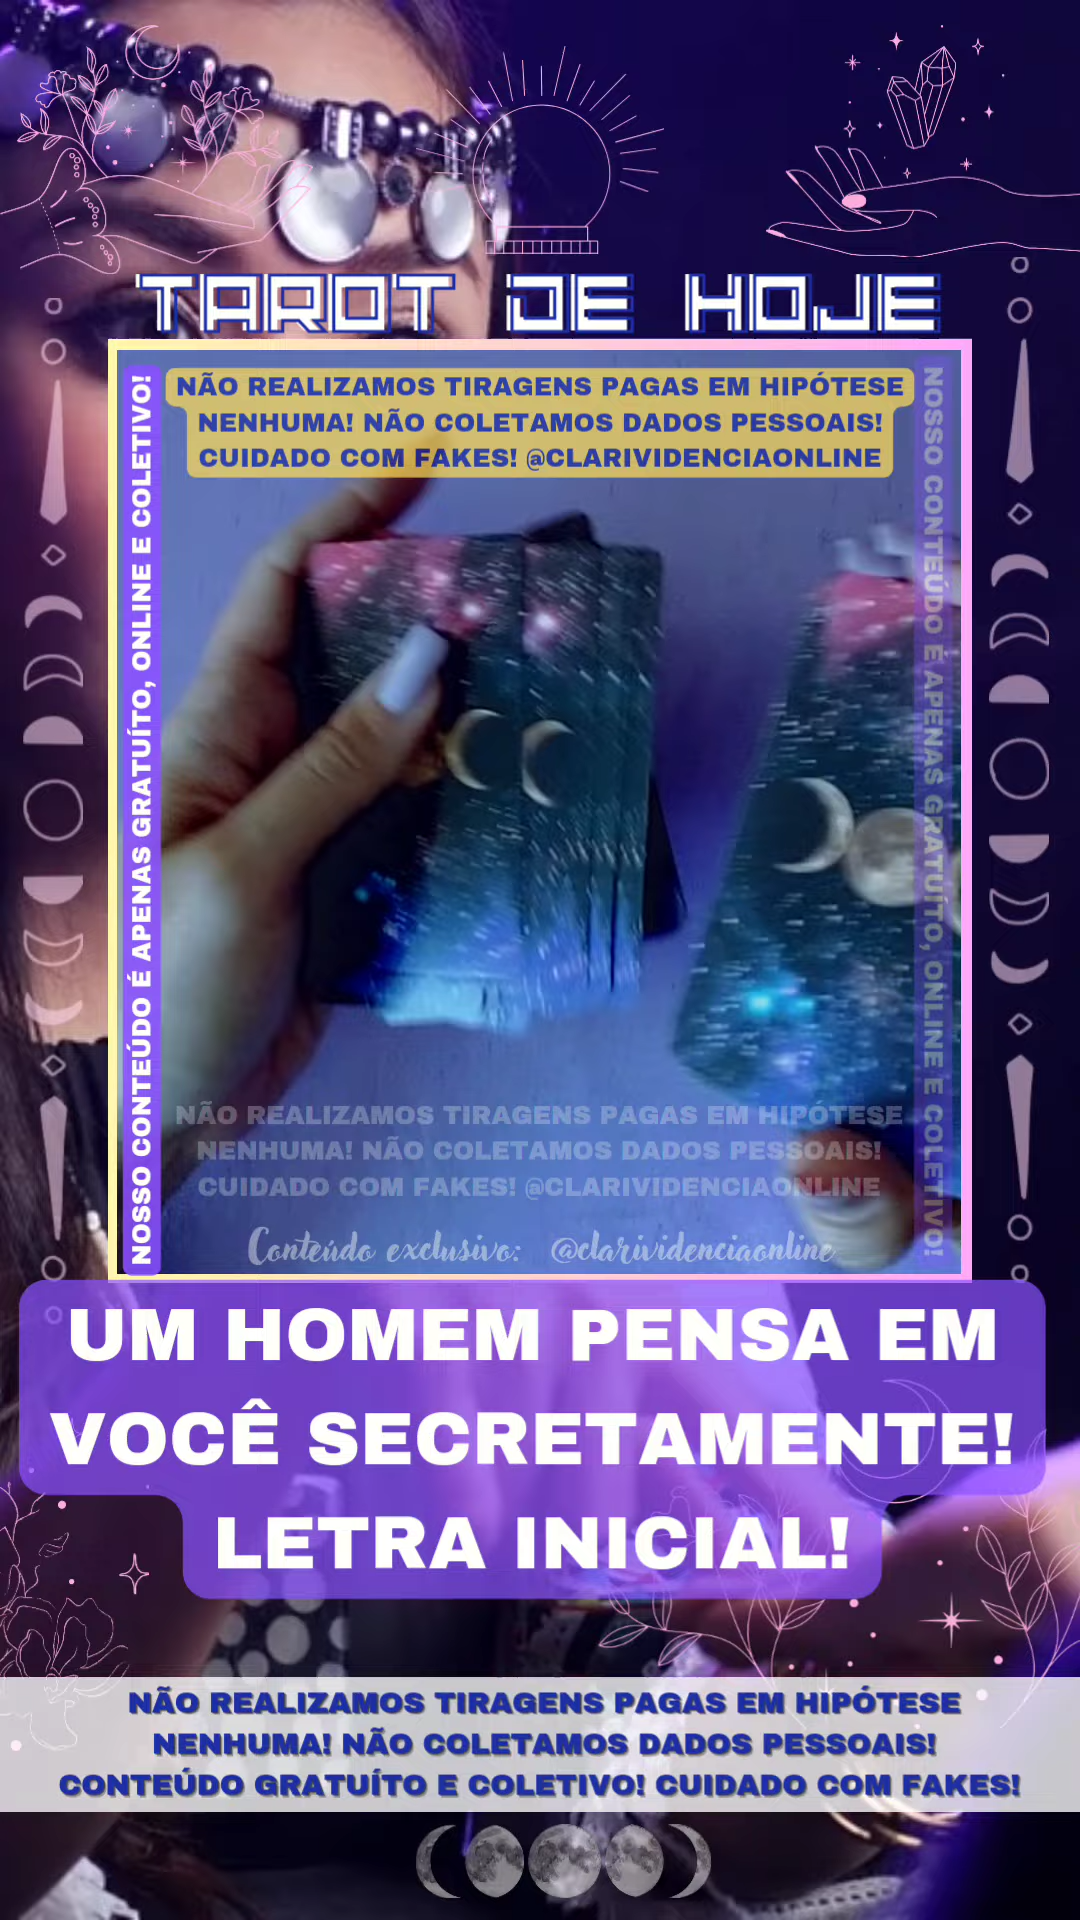 TAROT DE HOJE
NÃO REALIZAMOS TIRAGENS PAGAS EM HIPÓTESE
NENHUMA! NÃO COLETAMOS DADOS PESSOAIS!
CUIDADO COM FAKES! @CLARIVIDENCIAONLINE
NOSSO CONTEÚDO É APENAS GRATUÍTO, ONLINE E COLETIVO!
NOSSO CONTEÚDO É APENAS GRATUÍTO, ONLINE E COLETIVO!
NÃO REALIZAMOS TIRAGENS PAGAS EM HIPÓTESE
NENHUMA! NÃO COLETAMOS DADOS PESSOAIS!
CUIDADO COM FAKES! @CLARIVIDENCIAONLINE
Conteúdo exclusivo: @clarividenciaonline
UM HOMEM PENSA EM
VOCÊ SECRETAMENTE!
LETRA INICIAL!
NÃO REALIZAMOS TIRAGENS PAGAS EM HIPÓTESE
NENHUMA! NÃO COLETAMOS DADOS PESSOAIS!
CONTEÚDO GRATUÍTO E COLETIVO! CUIDADO COM FAKES!